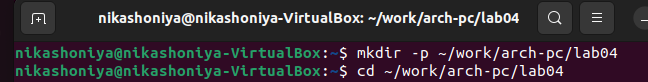 nikashoniya@nikashoniya-VirtualBox: ~/work/arch-pc/lab04
nikashoniya@nikashoniya-VirtualBox:~$ mkdir -p ~/work/arch-pc/lab04
nikashoniya@nikashoniya-VirtualBox:~$ cd ~/work/arch-pc/lab04